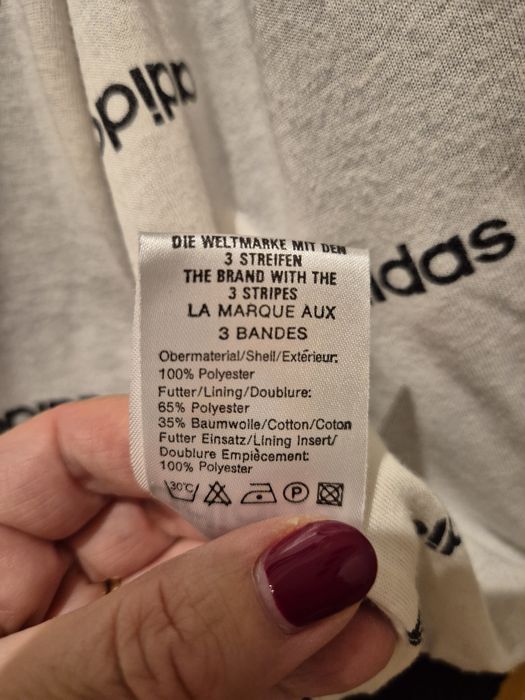 adidas
adidas
DIE WELTMARKE MIT DEN
3 STREIFEN
THE BRAND WITH THE
3 STRIPES
LA MARQUE AUX
3 BANDES
Obermaterial/Shell/Extérieur:
100% Polyester
Futter/Lining/Doublure:
65% Polyester
35% Baumwolle/Cotton/Coton
Futter Einsatz/Lining Insert/
Doublure Empiècement:
100% Polyester
30°C
P